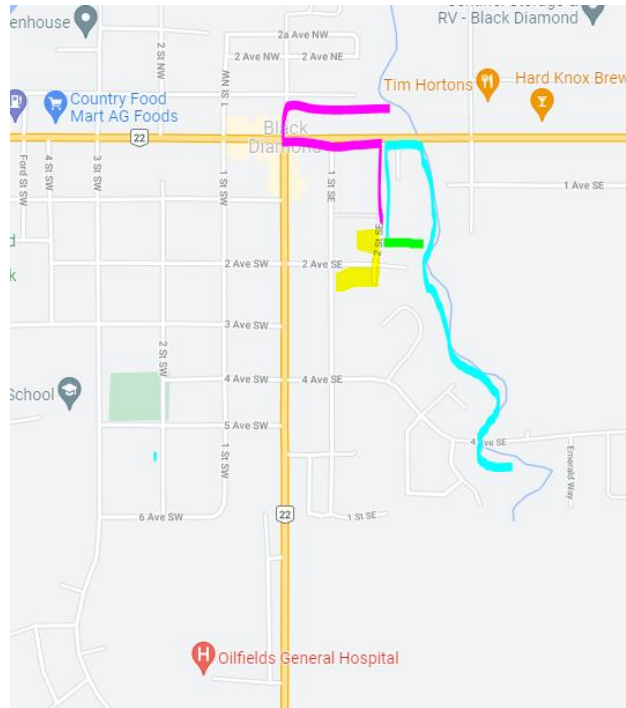 enhouse
RV - Black Diamond
2a Ave NW
2 Ave NW
2 Ave NE
2 St NW
1 St NW
Tim Hortons
Hard Knox Brew
Country Food
Mart AG Foods
22
Black
Diamond
Ford St SW
4 St SW
3 St SW
1 St SW
1 St SE
1 Ave SE
2 St SE
d
k
2 Ave SW
2 Ave SE
3 Ave SW
2 St SW
School
4 Ave SW
4 Ave SE
5 Ave SW
1 St SW
4 Ave SE
Emerald Way
6 Ave SW
22
1 St SE
H
Oilfields General Hospital